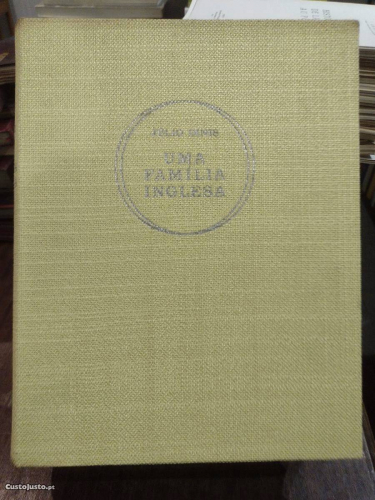 JÚLIO DINIS
UMA
FAMÍLIA
INGLESA
CustoJusto.pt